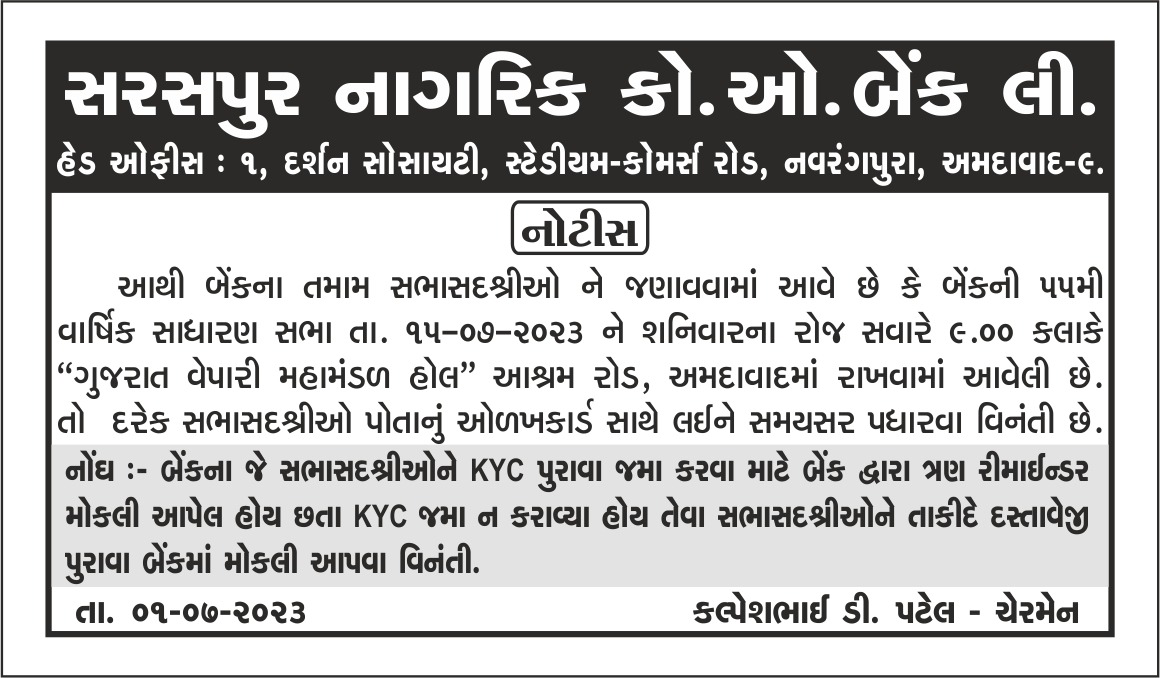 સરસપુર નાગરિક કો.ઓ.બેંક લી.
હેડ ઓફીસ : ૧, દર્શન સોસાયટી, સ્ટેડીયમ-કોમર્સ રોડ, નવરંગપુરા, અમદાવાદ-૯.
નોટીસ
આથી બેંકના તમામ સભાસદશ્રીઓ ને જણાવવામાં આવે છે કે બેંકની ૫૫મી
વાર્ષિક સાધારણ સભા તા. ૧૫–૦૭–૨૦૨૩ ને શનિવારના રોજ સવારે ૯.૦૦ કલાકે
“ગુજરાત વેપારી મહામંડળ હોલ” આશ્રમ રોડ, અમદાવાદમાં રાખવામાં આવેલી છે.
તો દરેક સભાસદશ્રીઓ પોતાનું ઓળખકાર્ડ સાથે લઈને સમયસર પધારવા વિનંતી છે.
નોંઘ :- બેંકના જે સભાસદશ્રીઓને KYC પુરાવા જમા કરવા માટે બેંક દ્વારા ત્રણ રીમાઈન્ડર
મોકલી આપેલ હોય છતા KYC જમા ન કરાવ્યા હોય તેવા સભાસદશ્રીઓને તાકીદે દસ્તાવેજી
પુરાવા બેંકમાં મોકલી આપવા વિનંતી.
તા. ૦૧-૦૭-૨૦૨૩ કલ્પેશભાઈ ડી. પટેલ - ચેરમેન